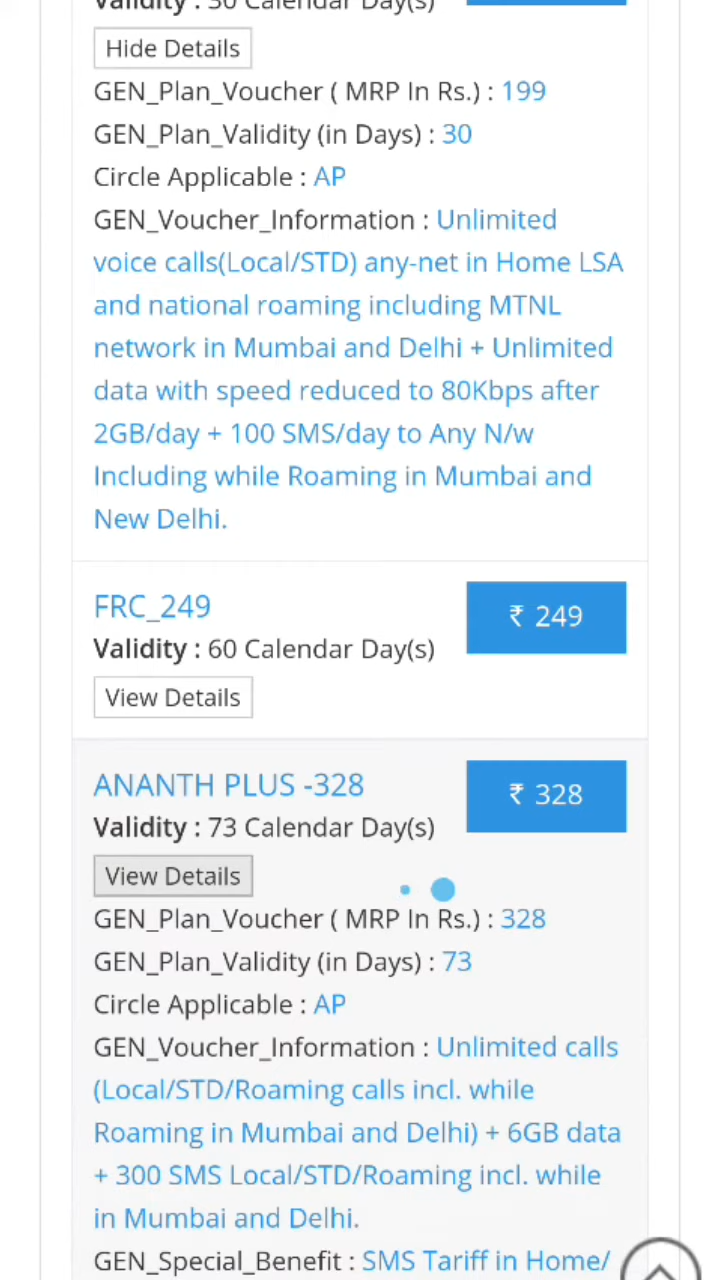 Validity : 30 Calendar Day(s)
Hide Details
GEN_Plan_Voucher ( MRP In Rs.) : 199
GEN_Plan_Validity (in Days) : 30
Circle Applicable : AP
GEN_Voucher_Information : Unlimited
voice calls(Local/STD) any-net in Home LSA
and national roaming including MTNL
network in Mumbai and Delhi + Unlimited
data with speed reduced to 80Kbps after
2GB/day + 100 SMS/day to Any N/w
Including while Roaming in Mumbai and
New Delhi.
FRC_249
₹ 249
Validity : 60 Calendar Day(s)
View Details
ANANTH PLUS -328
₹ 328
Validity : 73 Calendar Day(s)
View Details
GEN_Plan_Voucher ( MRP In Rs.) : 328
GEN_Plan_Validity (in Days) : 73
Circle Applicable : AP
GEN_Voucher_Information : Unlimited calls
(Local/STD/Roaming calls incl. while
Roaming in Mumbai and Delhi) + 6GB data
+ 300 SMS Local/STD/Roaming incl. while
in Mumbai and Delhi.
GEN_Special_Benefit : SMS Tariff in Home/